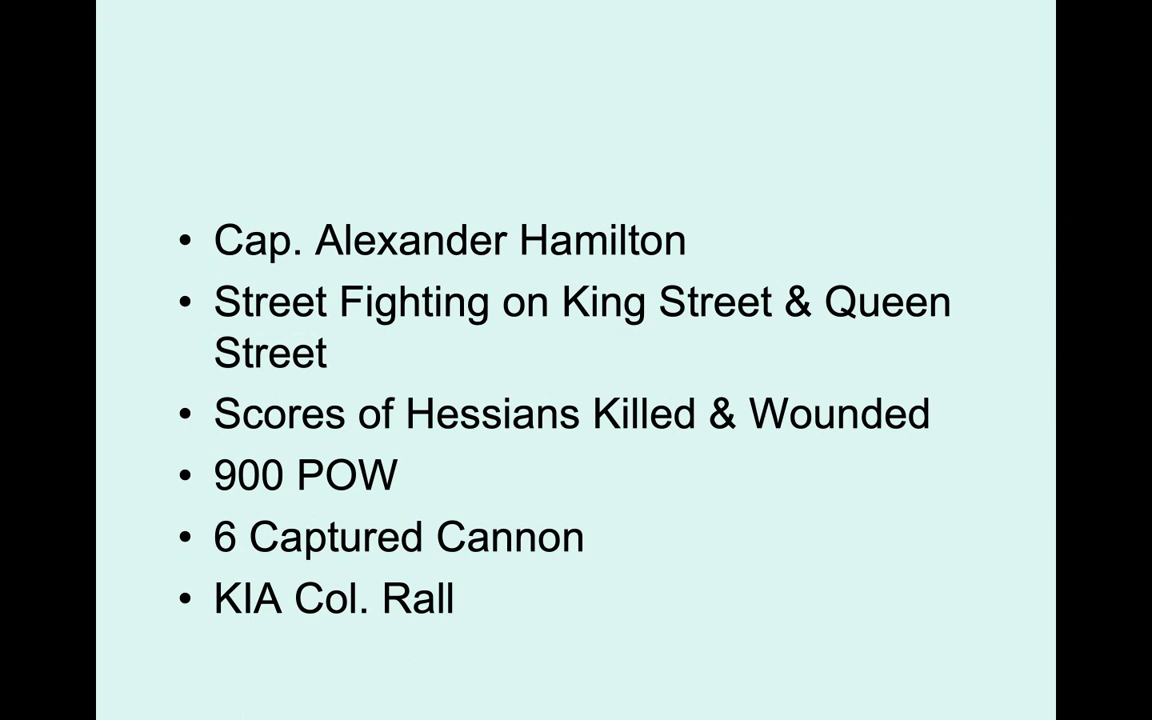 • Cap. Alexander Hamilton
• Street Fighting on King Street & Queen
Street
• Scores of Hessians Killed & Wounded
• 900 POW
• 6 Captured Cannon
• KIA Col. Rall